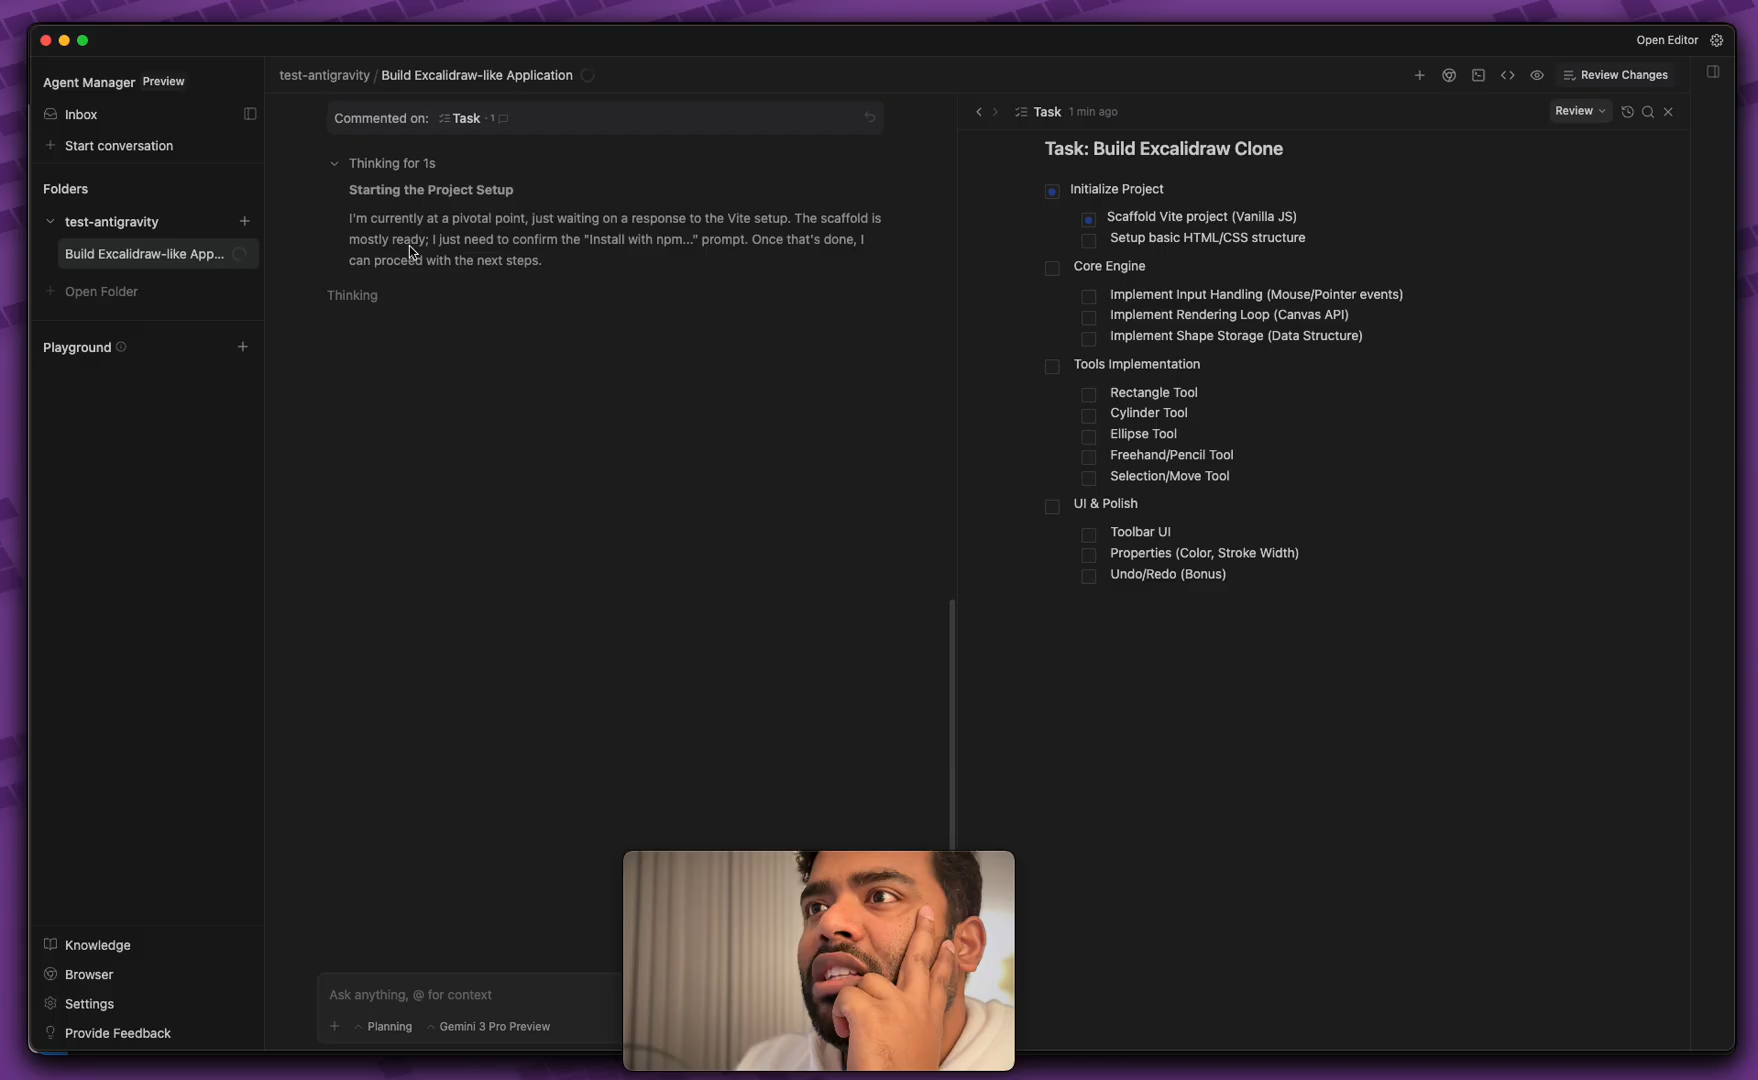 Open Editor
Agent Manager Preview
Inbox
Start conversation
Folders
test-antigravity
Build Excalidraw-like App...
Open Folder
Playground
Knowledge
Browser
Settings
Provide Feedback
test-antigravity / Build Excalidraw-like Application
Review Changes
Commented on: Task · 1
Thinking for 1s
Starting the Project Setup
I'm currently at a pivotal point, just waiting on a response to the Vite setup. The scaffold is
mostly ready; I just need to confirm the "Install with npm..." prompt. Once that's done, I
can proceed with the next steps.
Thinking
Ask anything, @ for context
Planning
Gemini 3 Pro Preview
Task 1 min ago
Review
Task: Build Excalidraw Clone
Initialize Project
Scaffold Vite project (Vanilla JS)
Setup basic HTML/CSS structure
Core Engine
Implement Input Handling (Mouse/Pointer events)
Implement Rendering Loop (Canvas API)
Implement Shape Storage (Data Structure)
Tools Implementation
Rectangle Tool
Cylinder Tool
Ellipse Tool
Freehand/Pencil Tool
Selection/Move Tool
UI & Polish
Toolbar UI
Properties (Color, Stroke Width)
Undo/Redo (Bonus)